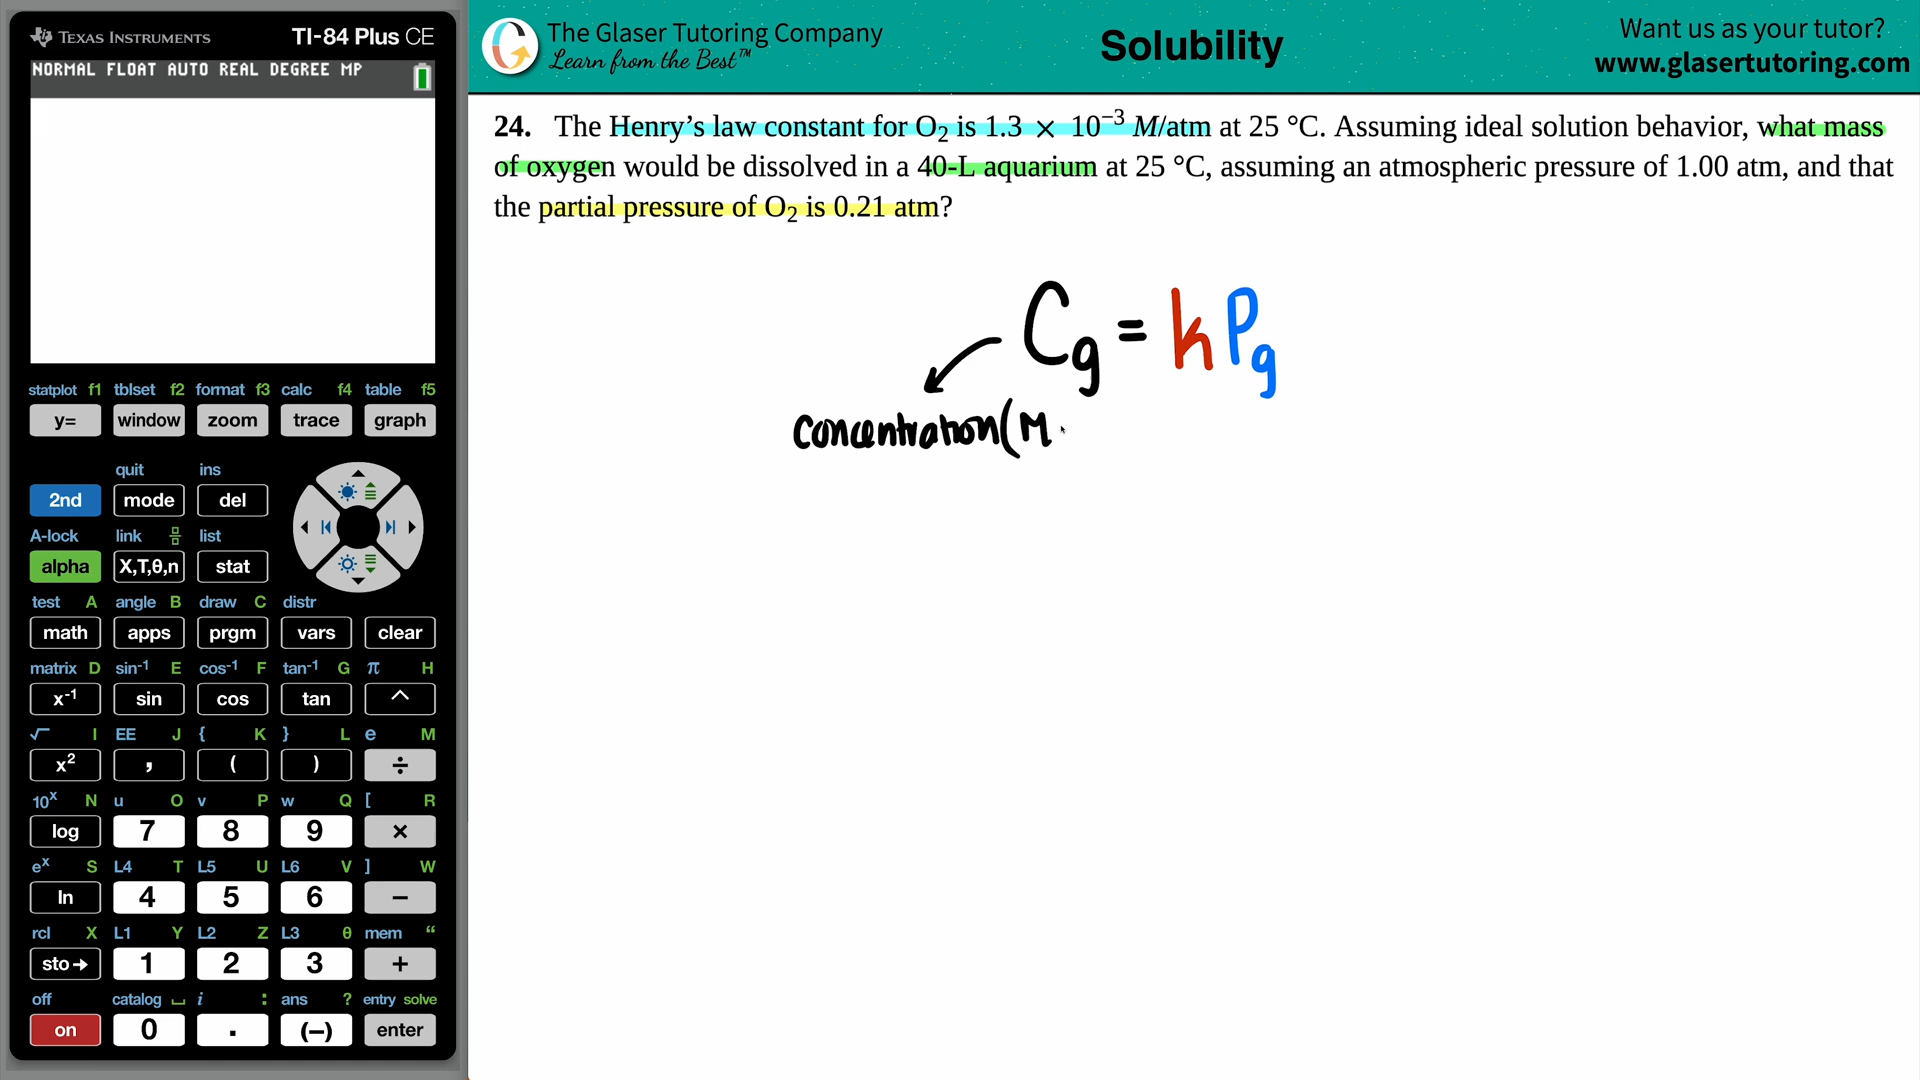 TEXAS INSTRUMENTS TI-84 Plus CE
NORMAL FLOAT AUTO REAL DEGREE MP
statplot f1 tblset f2 format f3 calc f4 table f5
y= window zoom trace graph
quit ins
2nd mode del
A-lock link list
alpha X,T,θ,n stat
test A angle B draw C distr
math apps prgm vars clear
matrix D sin⁻¹ E cos⁻¹ F tan⁻¹ G π H
x⁻¹ sin cos tan ^
√ I EE J { K } L e M
x² , ( ) ÷
10ˣ N u O v P w Q [ R
log 7 8 9 ×
eˣ S L4 T L5 U L6 V ] W
ln 4 5 6 −
rcl X L1 Y L2 Z L3 θ mem “
sto→ 1 2 3 +
off catalog ⎵ i : ans ? entry solve
on 0 . (−) enter
The Glaser Tutoring Company
Learn from the Best™
Solubility
Want us as your tutor?
www.glasertutoring.com
24. The Henry’s law constant for O₂ is 1.3 × 10⁻³ M/atm at 25 °C. Assuming ideal solution behavior, what mass
of oxygen would be dissolved in a 40-L aquarium at 25 °C, assuming an atmospheric pressure of 1.00 atm, and that
the partial pressure of O₂ is 0.21 atm?
Cg = kPg
concentration(M